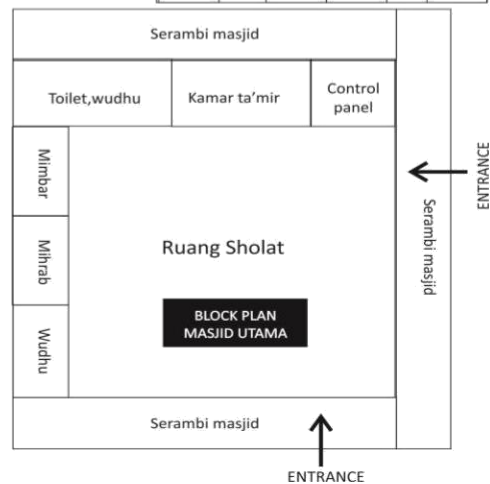 Serambi masjid
Toilet,wudhu
Kamar ta’mir
Control
panel
Mimbar
Mihrab
Wudhu
Ruang Sholat
BLOCK PLAN
MASJID UTAMA
Serambi masjid
ENTRANCE
Serambi masjid
ENTRANCE